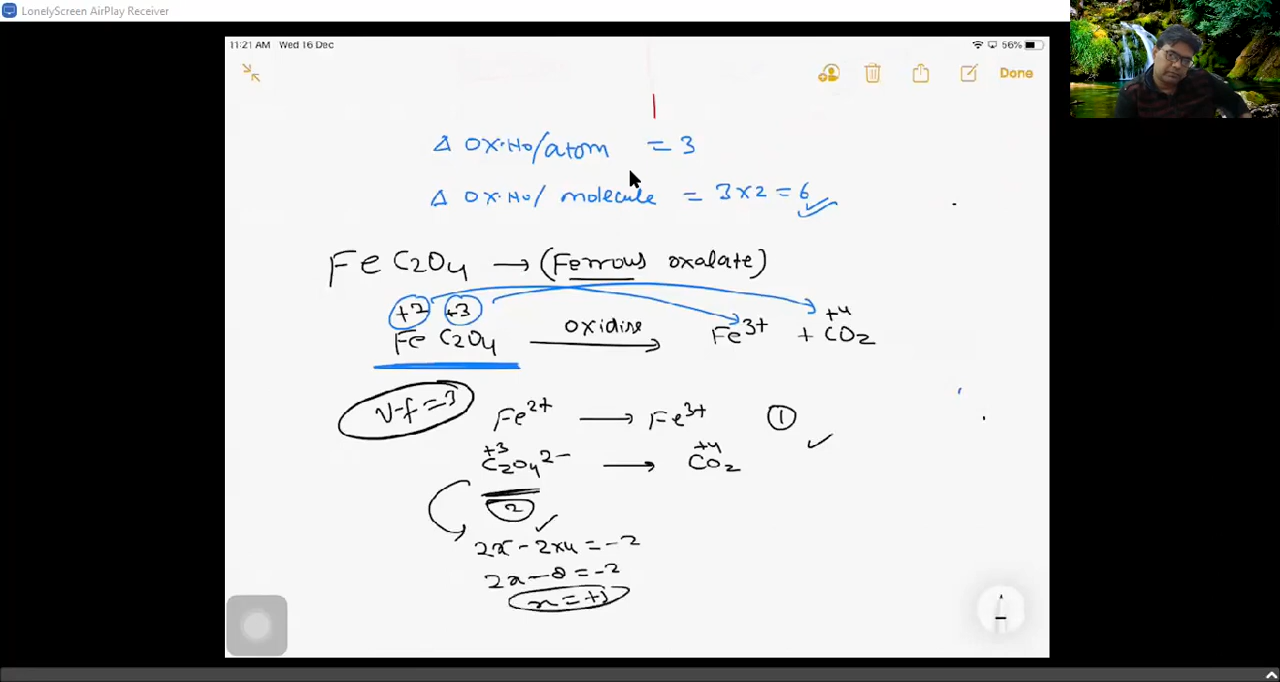 LonelyScreen AirPlay Receiver
11:21 AM Wed 16 Dec
56%
Done
Δ OX.No/atom = 3
Δ OX.No/ molecule = 3×2 = 6
FeC2O4 → (Ferrous oxalate)
+2 +3 +4
FeC2O4 oxidise Fe3+ + CO2
v-f = 3
Fe2+ → Fe3+ ①
+3 +4
C2O4 2- → CO2
2
2x - 2×4 = -2
2x - 8 = -2
x = +3